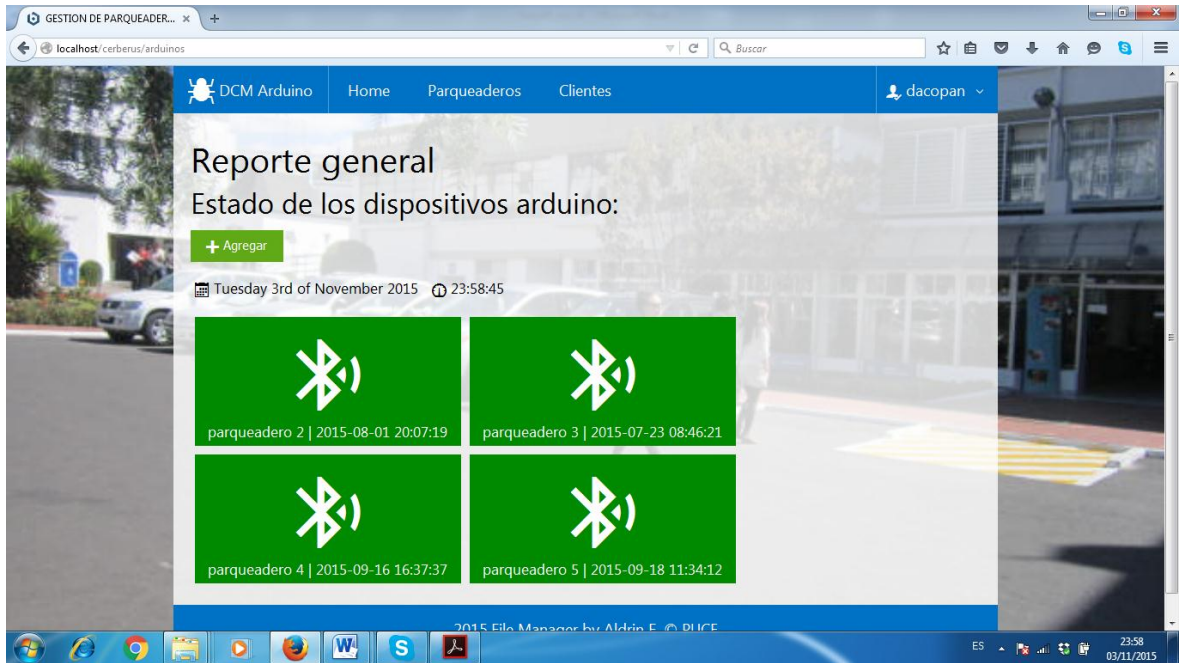 GESTION DE PARQUEADER...
localhost/cerberus/arduinos
Buscar
DCM Arduino Home Parqueaderos Clientes dacopan
Reporte general
Estado de los dispositivos arduino:
+ Agregar
Tuesday 3rd of November 2015 23:58:45
parqueadero 2 | 2015-08-01 20:07:19 parqueadero 3 | 2015-07-23 08:46:21
parqueadero 4 | 2015-09-16 16:37:37 parqueadero 5 | 2015-09-18 11:34:12
2015 File Manager by Aldrin E. © PUCE
ES 23:58
03/11/2015